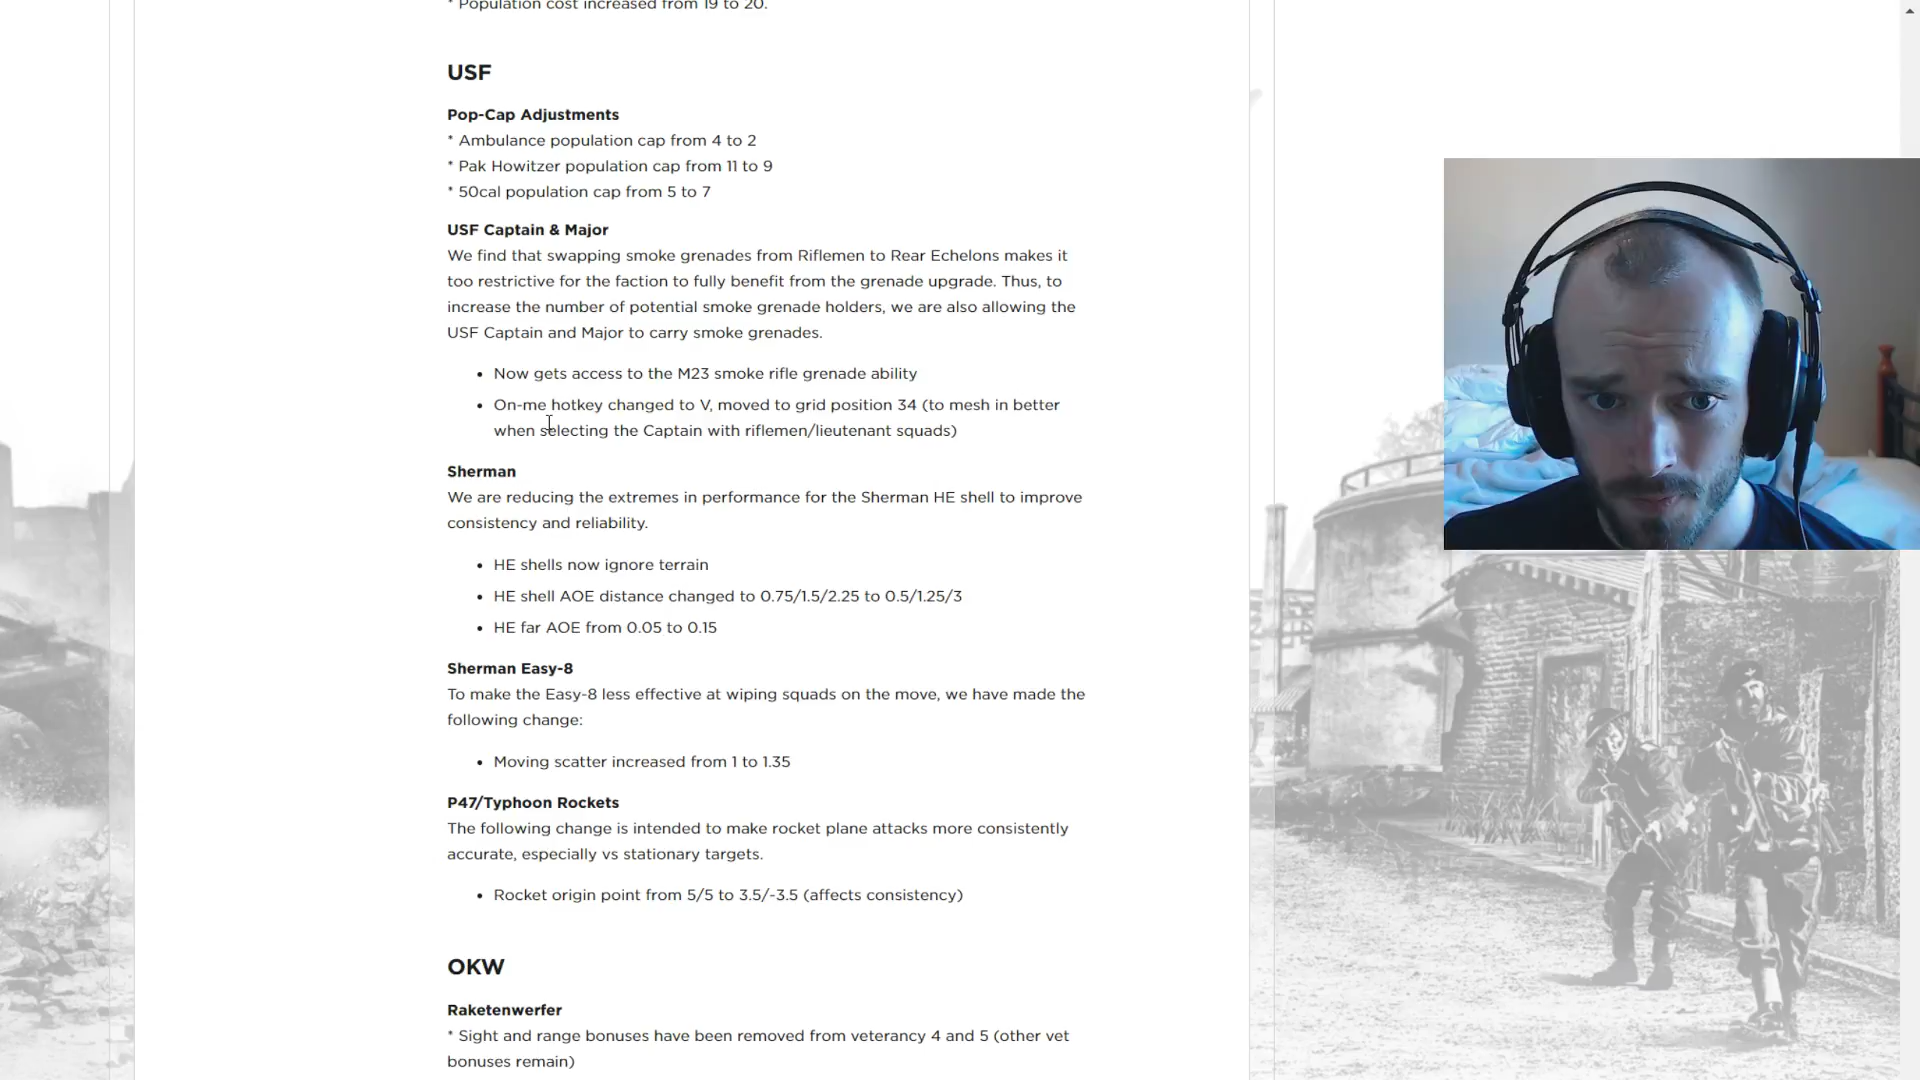 * Population cost increased from 19 to 20.
USF
Pop-Cap Adjustments
* Ambulance population cap from 4 to 2
* Pak Howitzer population cap from 11 to 9
* 50cal population cap from 5 to 7
USF Captain & Major
We find that swapping smoke grenades from Riflemen to Rear Echelons makes it
too restrictive for the faction to fully benefit from the grenade upgrade. Thus, to
increase the number of potential smoke grenade holders, we are also allowing the
USF Captain and Major to carry smoke grenades.
• Now gets access to the M23 smoke rifle grenade ability
• On-me hotkey changed to V, moved to grid position 34 (to mesh in better
when selecting the Captain with riflemen/lieutenant squads)
Sherman
We are reducing the extremes in performance for the Sherman HE shell to improve
consistency and reliability.
• HE shells now ignore terrain
• HE shell AOE distance changed to 0.75/1.5/2.25 to 0.5/1.25/3
• HE far AOE from 0.05 to 0.15
Sherman Easy-8
To make the Easy-8 less effective at wiping squads on the move, we have made the
following change:
• Moving scatter increased from 1 to 1.35
P47/Typhoon Rockets
The following change is intended to make rocket plane attacks more consistently
accurate, especially vs stationary targets.
• Rocket origin point from 5/5 to 3.5/-3.5 (affects consistency)
OKW
Raketenwerfer
* Sight and range bonuses have been removed from veterancy 4 and 5 (other vet
bonuses remain)